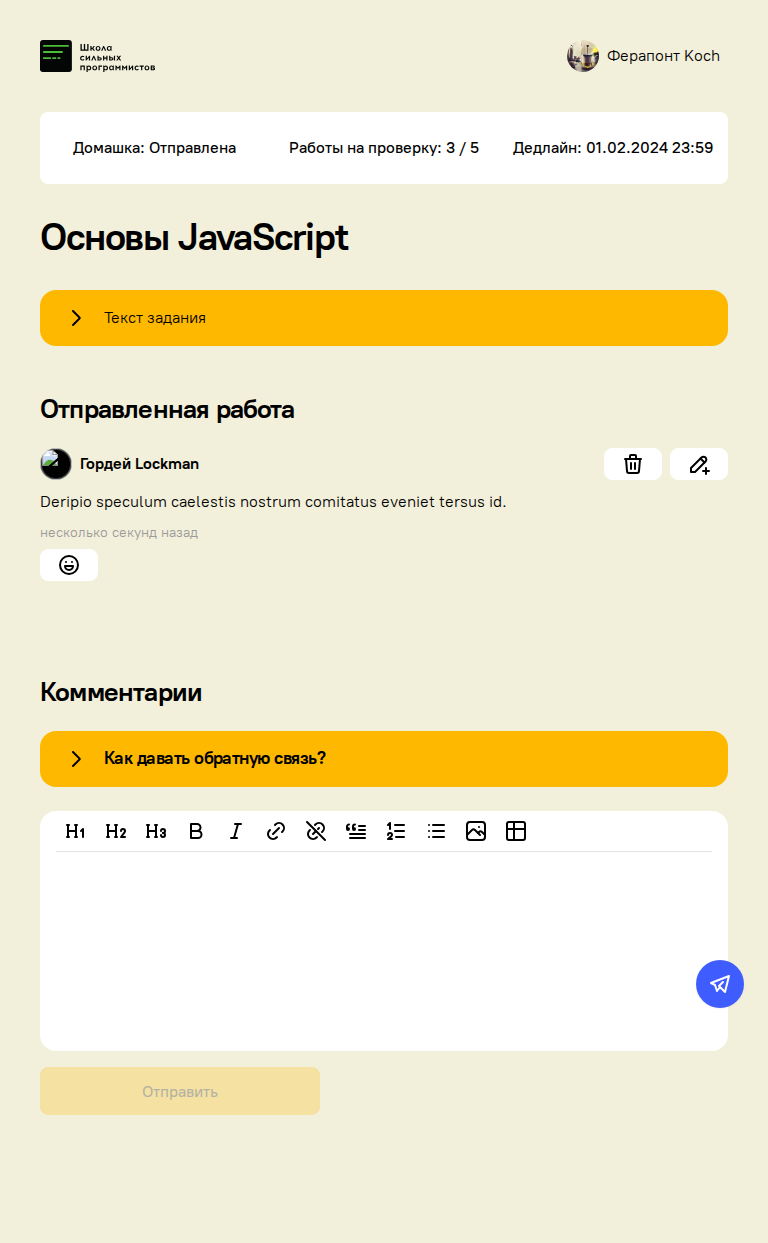 Школа
сильных
программистов
Ферапонт Koch
Домашка: Отправлена
Работы на проверку: 3 / 5
Дедлайн: 01.02.2024 23:59
Основы JavaScript
Текст задания
Отправленная работа
Гордей Lockman
Deripio speculum caelestis nostrum comitatus eveniet tersus id.
несколько секунд назад
Комментарии
Как давать обратную связь?
H1 H2 H3 B I
Отправить